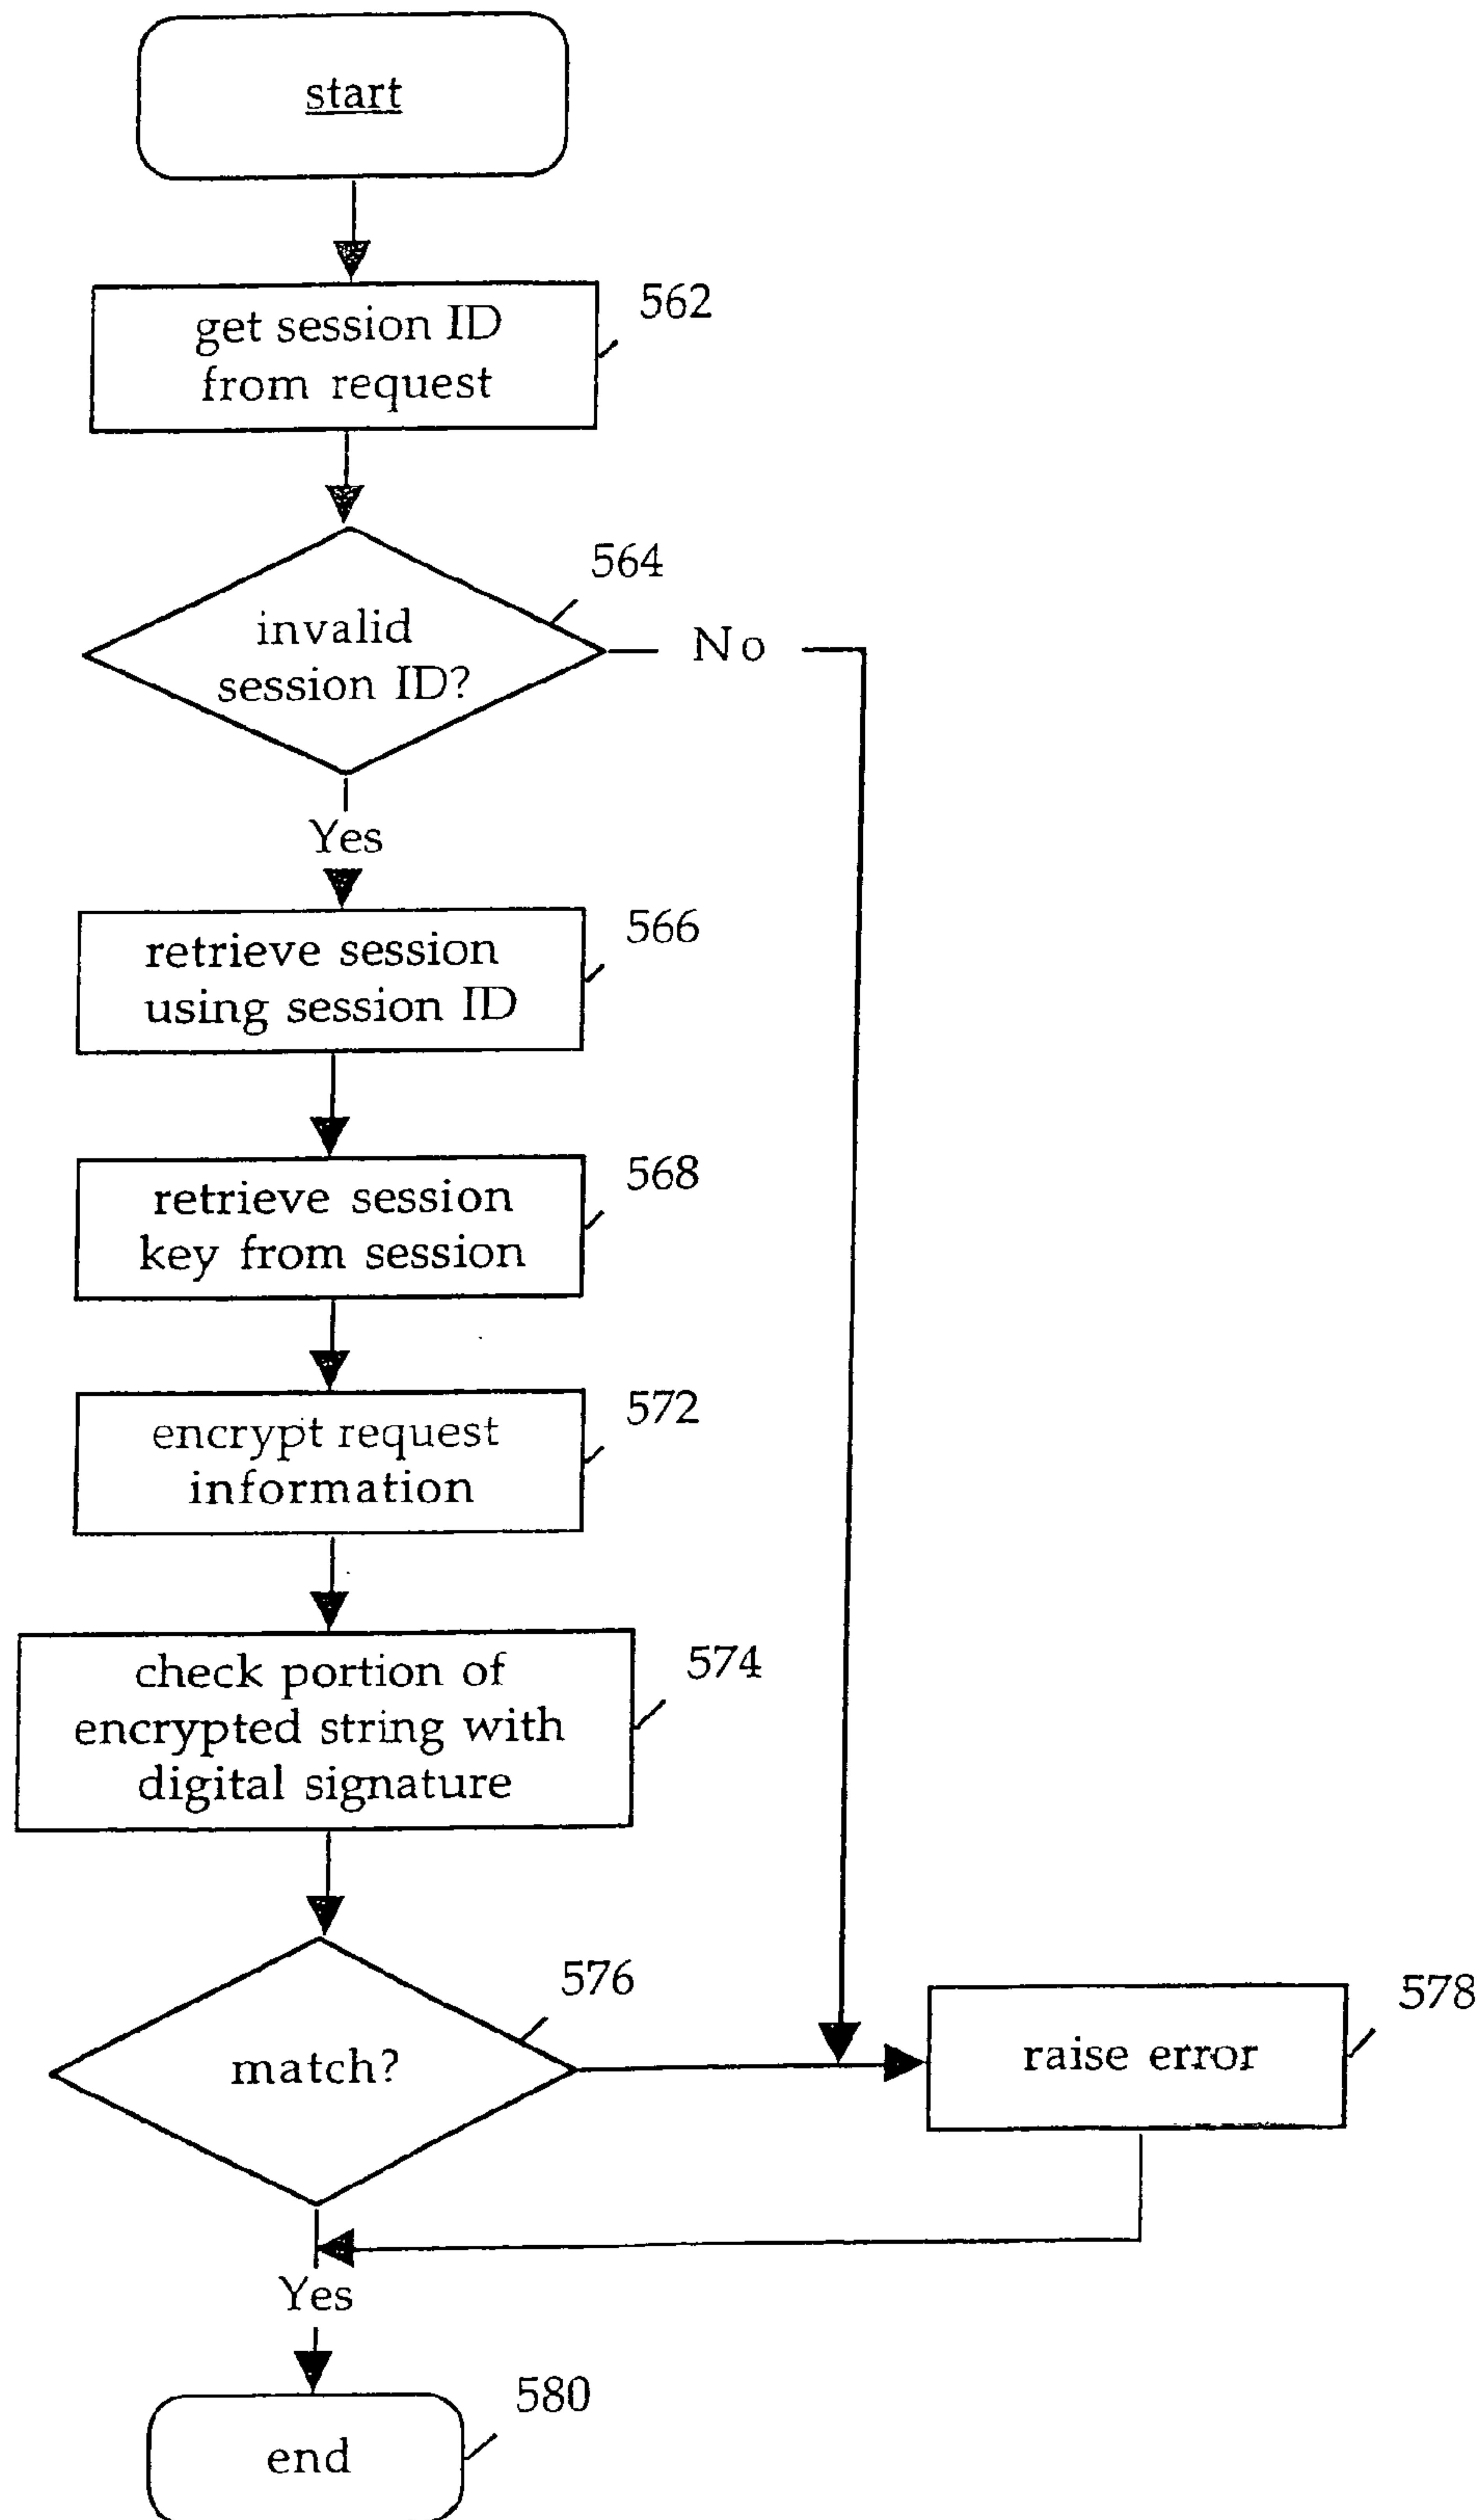 start
562
get session ID
from request
564
invalid
session ID?
No
Yes
566
retrieve session
using session ID
568
retrieve session
key from session
572
encrypt request
information
574
check portion of
encrypted string with
digital signature
576
match?
578
raise error
Yes
580
end